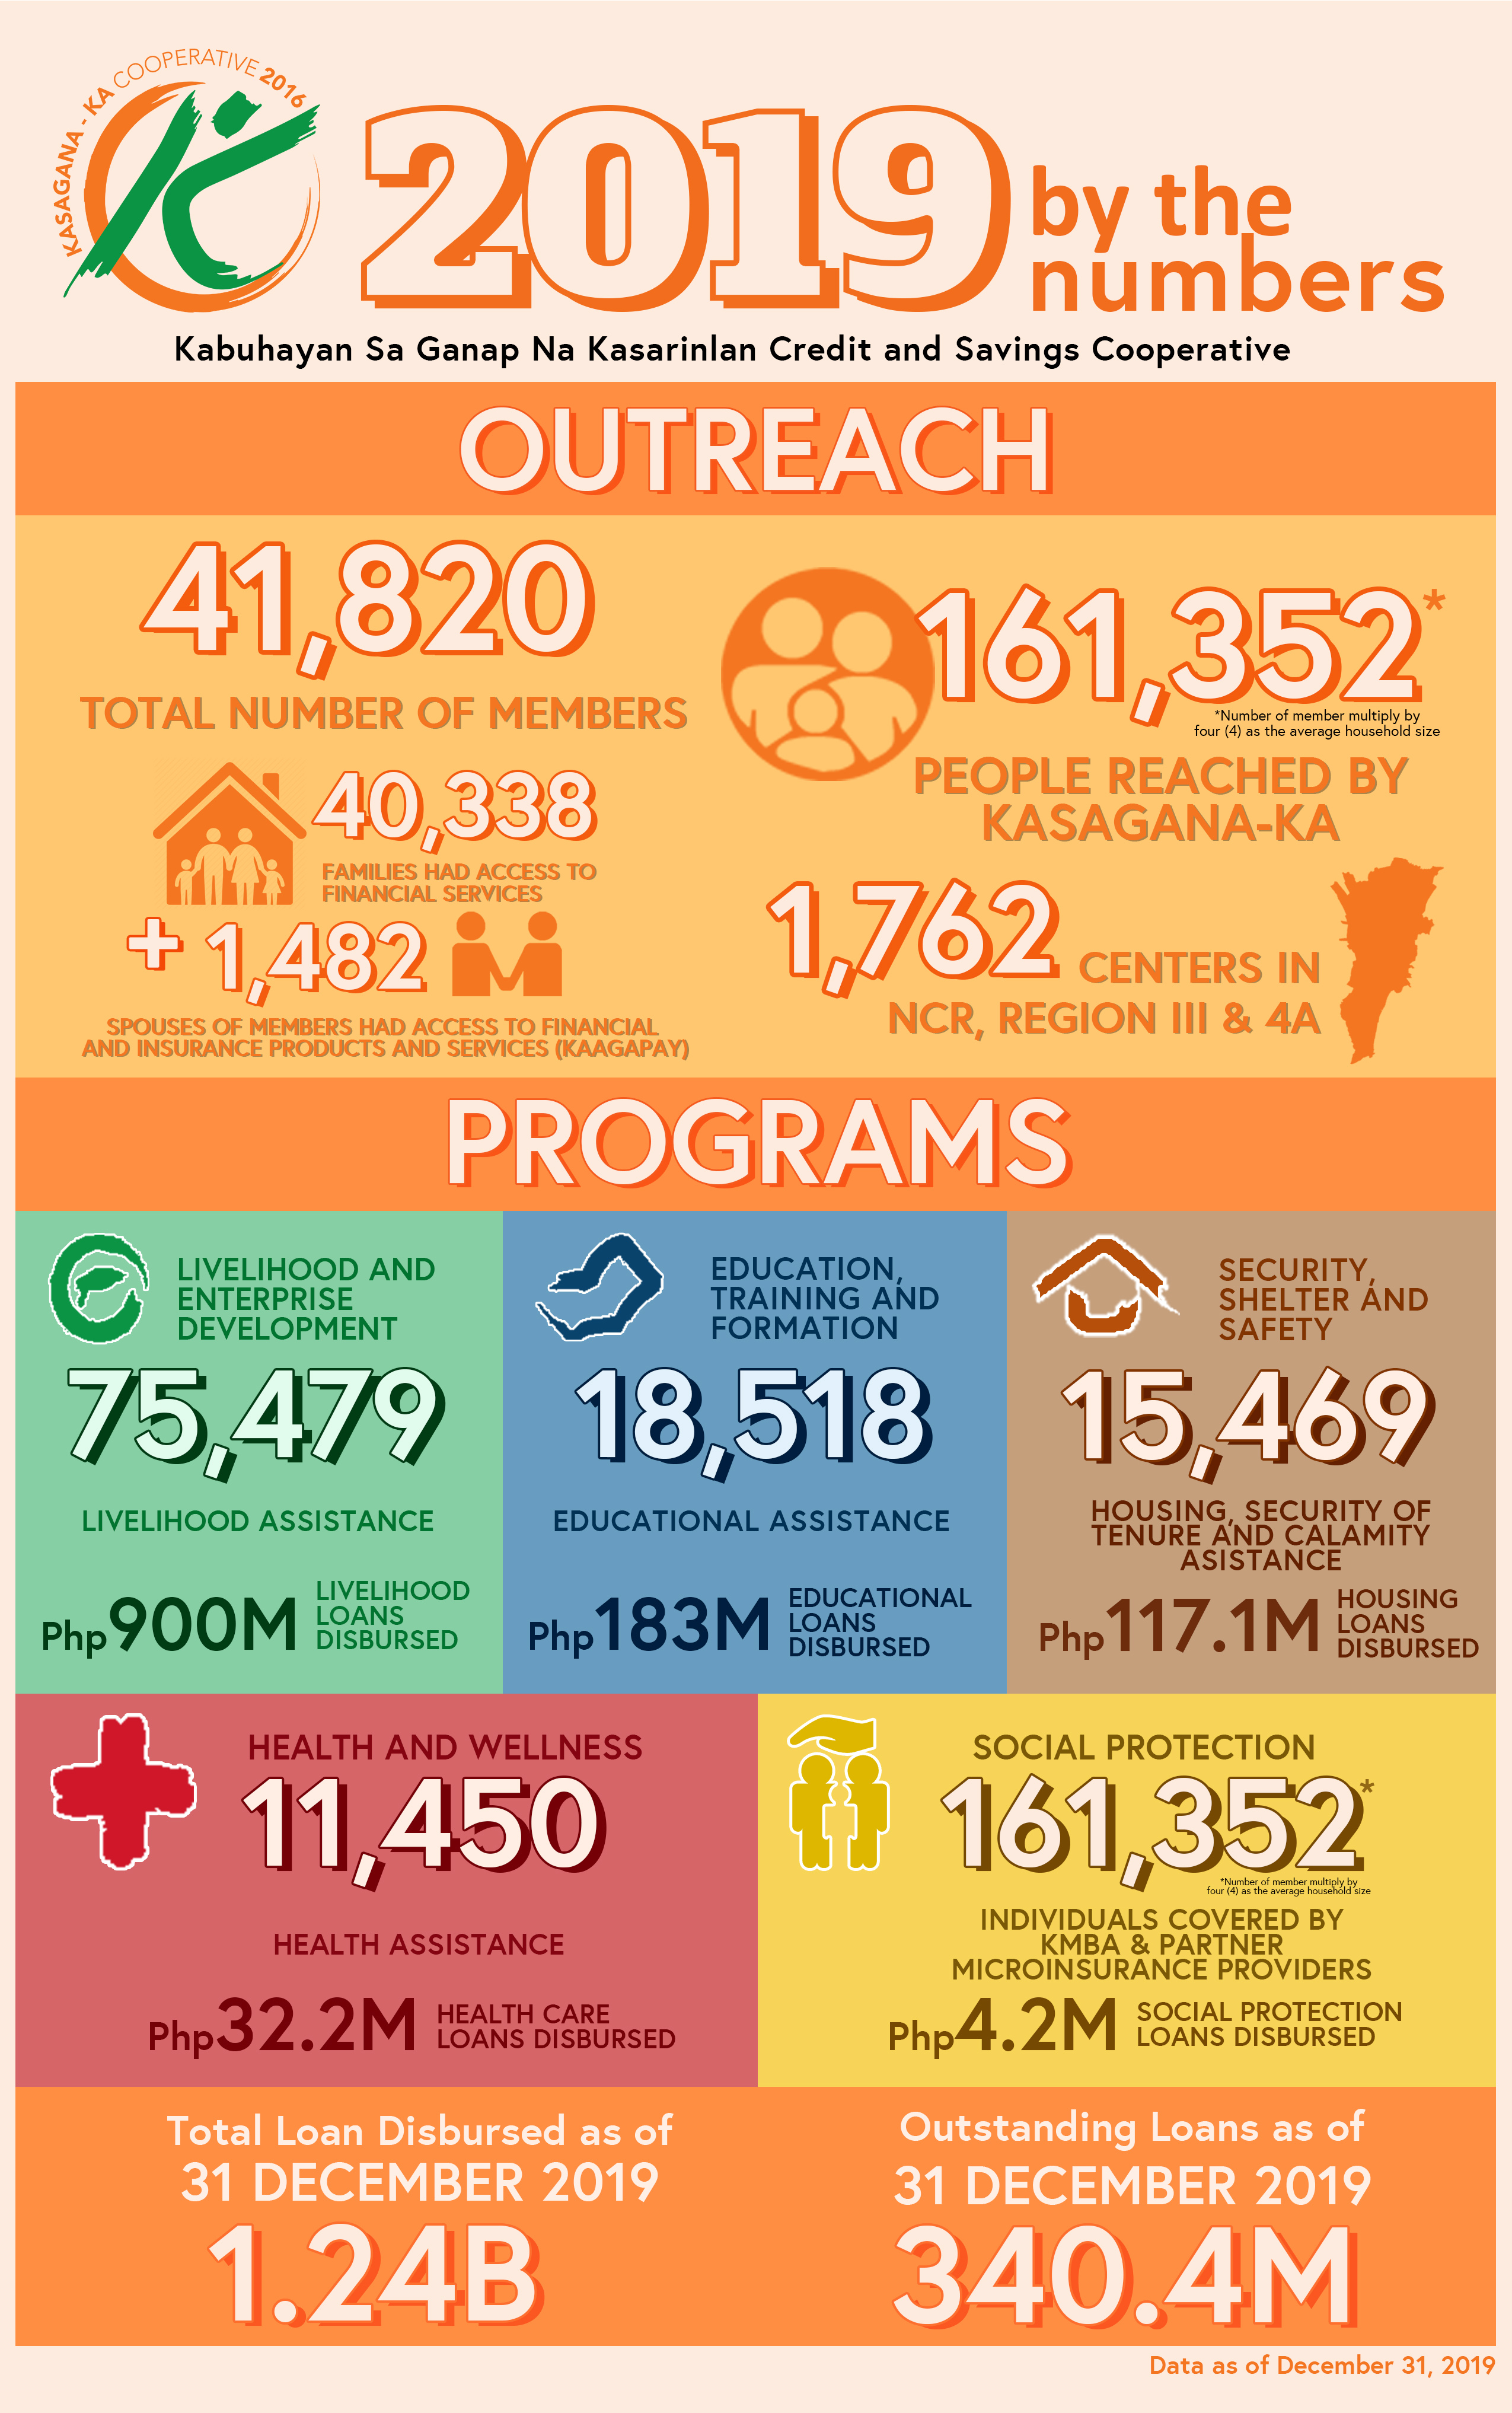 KASAGANA - KA COOPERATIVE 2016
2019 by the
numbers
Kabuhayan Sa Ganap Na Kasarinlan Credit and Savings Cooperative
OUTREACH
41,820
TOTAL NUMBER OF MEMBERS
40,338
FAMILIES HAD ACCESS TO
FINANCIAL SERVICES
+ 1,482
SPOUSES OF MEMBERS HAD ACCESS TO FINANCIAL
AND INSURANCE PRODUCTS AND SERVICES (KAAGAPAY)
161,352*
*Number of member multiply by
four (4) as the average household size
PEOPLE REACHED BY
KASAGANA-KA
1,762 CENTERS IN
NCR, REGION III & 4A
PROGRAMS
LIVELIHOOD AND
ENTERPRISE
DEVELOPMENT
75,479
LIVELIHOOD ASSISTANCE
Php900M LIVELIHOOD
LOANS
DISBURSED
EDUCATION,
TRAINING AND
FORMATION
18,518
EDUCATIONAL ASSISTANCE
Php183M EDUCATIONAL
LOANS
DISBURSED
SECURITY,
SHELTER AND
SAFETY
15,469
HOUSING, SECURITY OF
TENURE AND CALAMITY
ASISTANCE
Php117.1M HOUSING
LOANS
DISBURSED
HEALTH AND WELLNESS
11,450
HEALTH ASSISTANCE
Php32.2M HEALTH CARE
LOANS DISBURSED
SOCIAL PROTECTION
161,352*
*Number of member multiply by
four (4) as the average household size
INDIVIDUALS COVERED BY
KMBA & PARTNER
MICROINSURANCE PROVIDERS
Php4.2M SOCIAL PROTECTION
LOANS DISBURSED
Total Loan Disbursed as of
31 DECEMBER 2019
1.24B
Outstanding Loans as of
31 DECEMBER 2019
340.4M
Data as of December 31, 2019